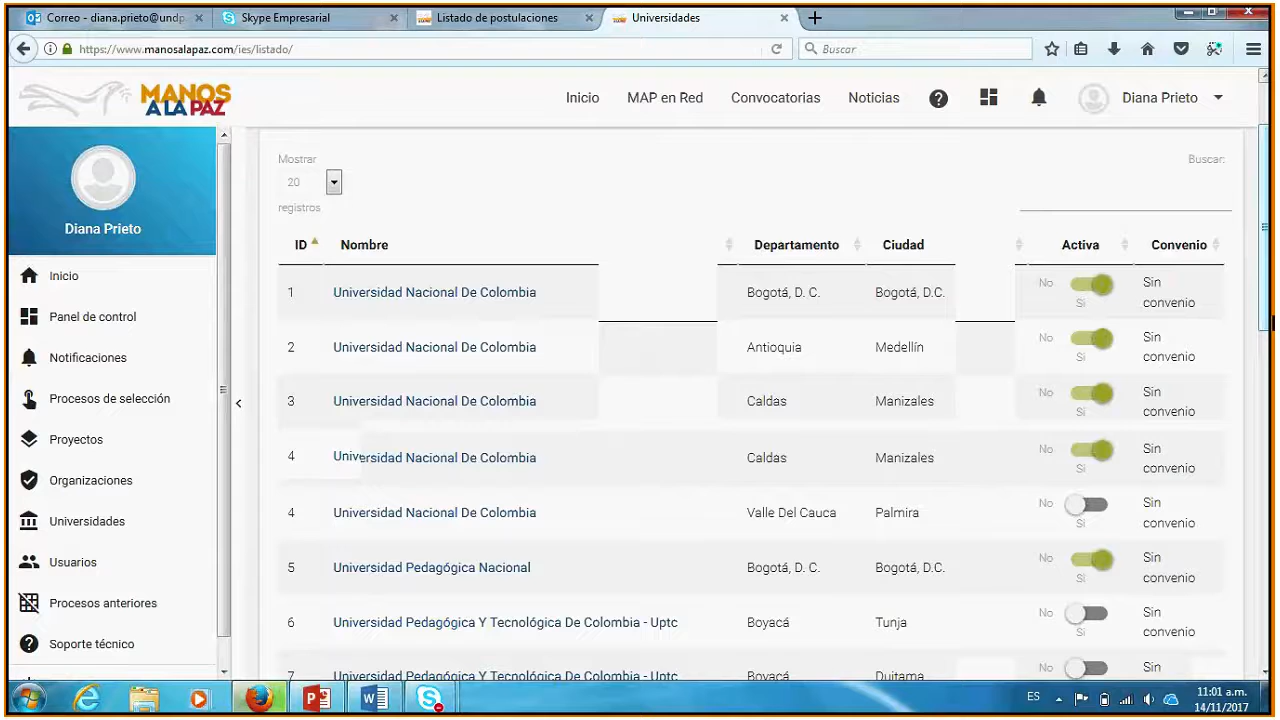 Correo - diana.prieto@undp. Skype Empresarial Listado de postulaciones Universidades
https://www.manosalapaz.com/ies/listado/ Buscar
MANOS A LA PAZ
Inicio MAP en Red Convocatorias Noticias Diana Prieto
Diana Prieto
Inicio
Panel de control
Notificaciones
Procesos de selección
Proyectos
Organizaciones
Universidades
Usuarios
Procesos anteriores
Soporte técnico
Mostrar Buscar:
20
registros
ID Nombre Departamento Ciudad Activa Convenio
1 Universidad Nacional De Colombia Bogotá, D. C. Bogotá, D.C. No Si Sin convenio
2 Universidad Nacional De Colombia Antioquia Medellín No Si Sin convenio
3 Universidad Nacional De Colombia Caldas Manizales No Si Sin convenio
4 Universidad Nacional De Colombia Caldas Manizales No Si Sin convenio
4 Universidad Nacional De Colombia Valle Del Cauca Palmira No Si Sin convenio
5 Universidad Pedagógica Nacional Bogotá, D. C. Bogotá, D.C. No Si Sin convenio
6 Universidad Pedagógica Y Tecnológica De Colombia - Uptc Boyacá Tunja No Si Sin convenio
7 Universidad Pedagógica Y Tecnológica De Colombia - Uptc Boyacá Duitama No Sin
ES 11:01 a.m.
14/11/2017